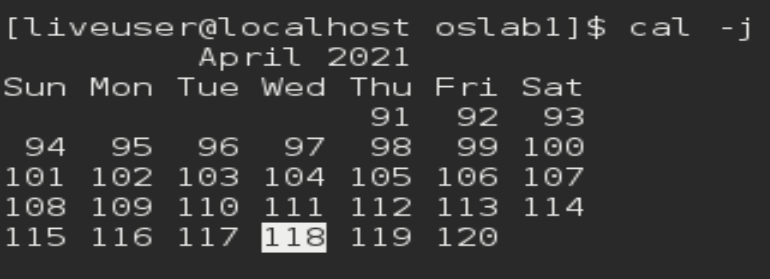 [liveuser@localhost oslab1]$ cal -j
April 2021
Sun Mon Tue Wed Thu Fri Sat
91 92 93
94 95 96 97 98 99 100
101 102 103 104 105 106 107
108 109 110 111 112 113 114
115 116 117 118 119 120